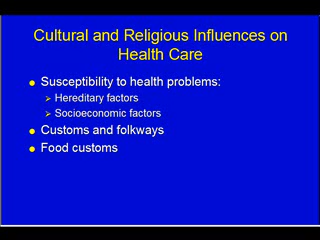 Cultural and Religious Influences on
Health Care
Susceptibility to health problems:
Hereditary factors
Socioeconomic factors
Customs and folkways
Food customs